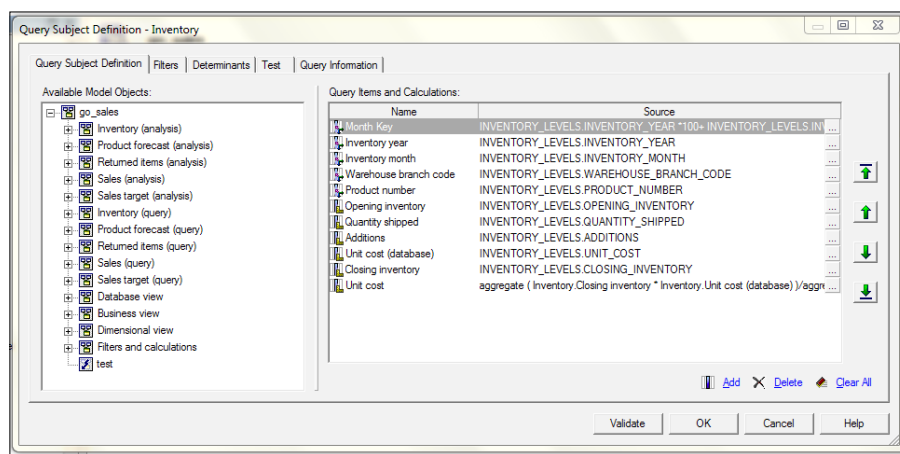 Query Subject Definition - Inventory
Query Subject Definition Filters Determinants Test Query Information
Available Model Objects:
go_sales
Inventory (analysis)
Product forecast (analysis)
Returned items (analysis)
Sales (analysis)
Sales target (analysis)
Inventory (query)
Product forecast (query)
Returned items (query)
Sales (query)
Sales target (query)
Database view
Business view
Dimensional view
Filters and calculations
test
Query Items and Calculations:
Name Source
Month Key INVENTORY_LEVELS.INVENTORY_YEAR *100+ INVENTORY_LEVELS.INV ...
Inventory year INVENTORY_LEVELS.INVENTORY_YEAR ...
Inventory month INVENTORY_LEVELS.INVENTORY_MONTH ...
Warehouse branch code INVENTORY_LEVELS.WAREHOUSE_BRANCH_CODE ...
Product number INVENTORY_LEVELS.PRODUCT_NUMBER ...
Opening inventory INVENTORY_LEVELS.OPENING_INVENTORY ...
Quantity shipped INVENTORY_LEVELS.QUANTITY_SHIPPED ...
Additions INVENTORY_LEVELS.ADDITIONS ...
Unit cost (database) INVENTORY_LEVELS.UNIT_COST ...
Closing inventory INVENTORY_LEVELS.CLOSING_INVENTORY ...
Unit cost aggregate ( Inventory.Closing inventory * Inventory.Unit cost (database) )/aggre ...
Add Delete Clear All
Validate OK Cancel Help